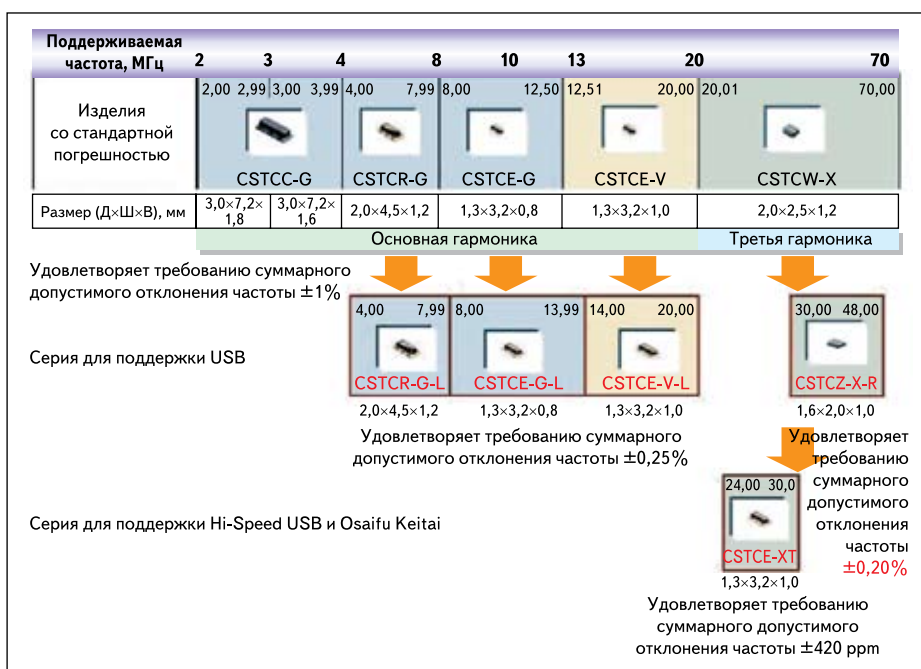 Поддерживаемая
частота, МГц 2 3 4 8 10 13 20 70
2,00 2,99 3,00 3,99 4,00 7,99 8,00 12,50 12,51 20,00 20,01 70,00
Изделия
со стандартной
погрешностью
CSTCC-G CSTCR-G CSTCE-G CSTCE-V CSTCW-X
Размер (Д×Ш×В), мм 3,0×7,2×1,8 3,0×7,2×1,6 2,0×4,5×1,2 1,3×3,2×0,8 1,3×3,2×1,0 2,0×2,5×1,2
Основная гармоника Третья гармоника
Удовлетворяет требованию суммарного
допустимого отклонения частоты ±1%
4,00 7,99 8,00 13,99 14,00 20,00 30,00 48,00
Серия для поддержки USB
CSTCR-G-L CSTCE-G-L CSTCE-V-L CSTCZ-X-R
2,0×4,5×1,2 1,3×3,2×0,8 1,3×3,2×1,0 1,6×2,0×1,0
Удовлетворяет требованию суммарного
допустимого отклонения частоты ±0,25%
Удовлетворяет
требованию
суммарного
допустимого
отклонения
частоты
±0,20%
24,00 30,0
Серия для поддержки Hi-Speed USB и Osaifu Keitai
CSTCE-XT
1,3×3,2×1,0
Удовлетворяет требованию
суммарного допустимого
отклонения частоты ±420 ppm